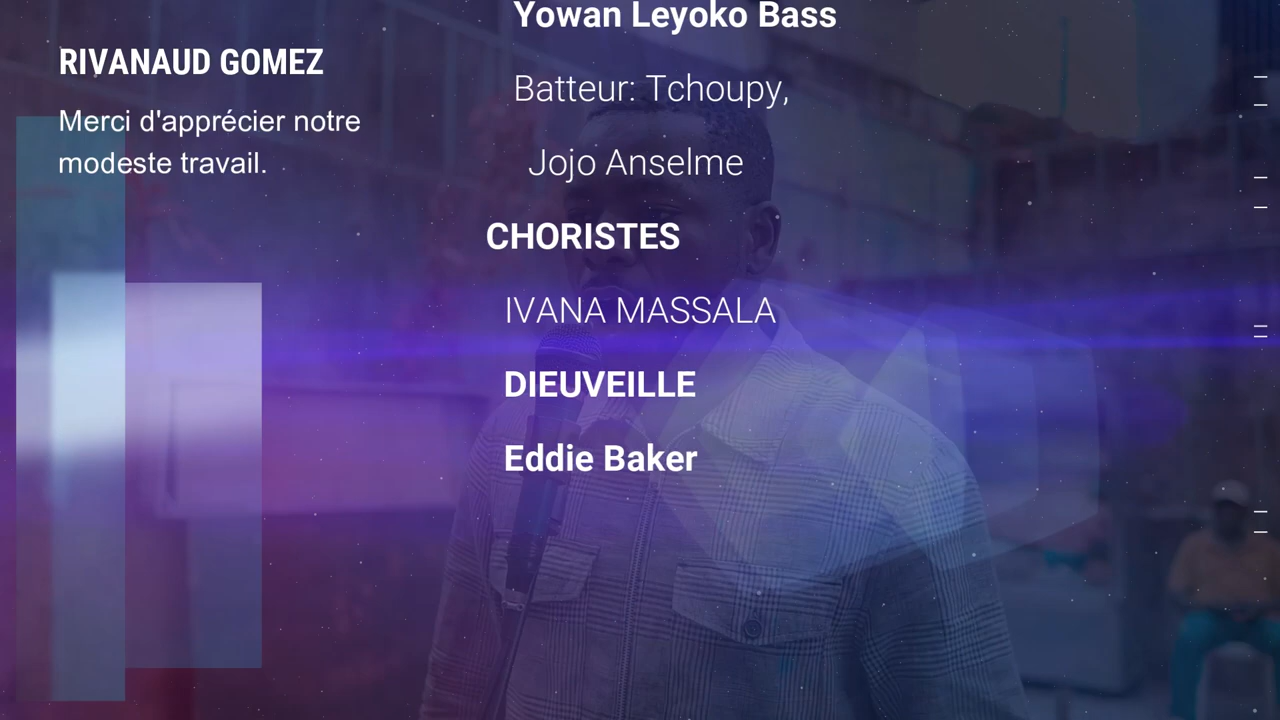 RIVANAUD GOMEZ
Merci d'apprécier notre
modeste travail.
Yowan Leyoko Bass
Batteur: Tchoupy,
Jojo Anselme
CHORISTES
IVANA MASSALA
DIEUVEILLE
Eddie Baker